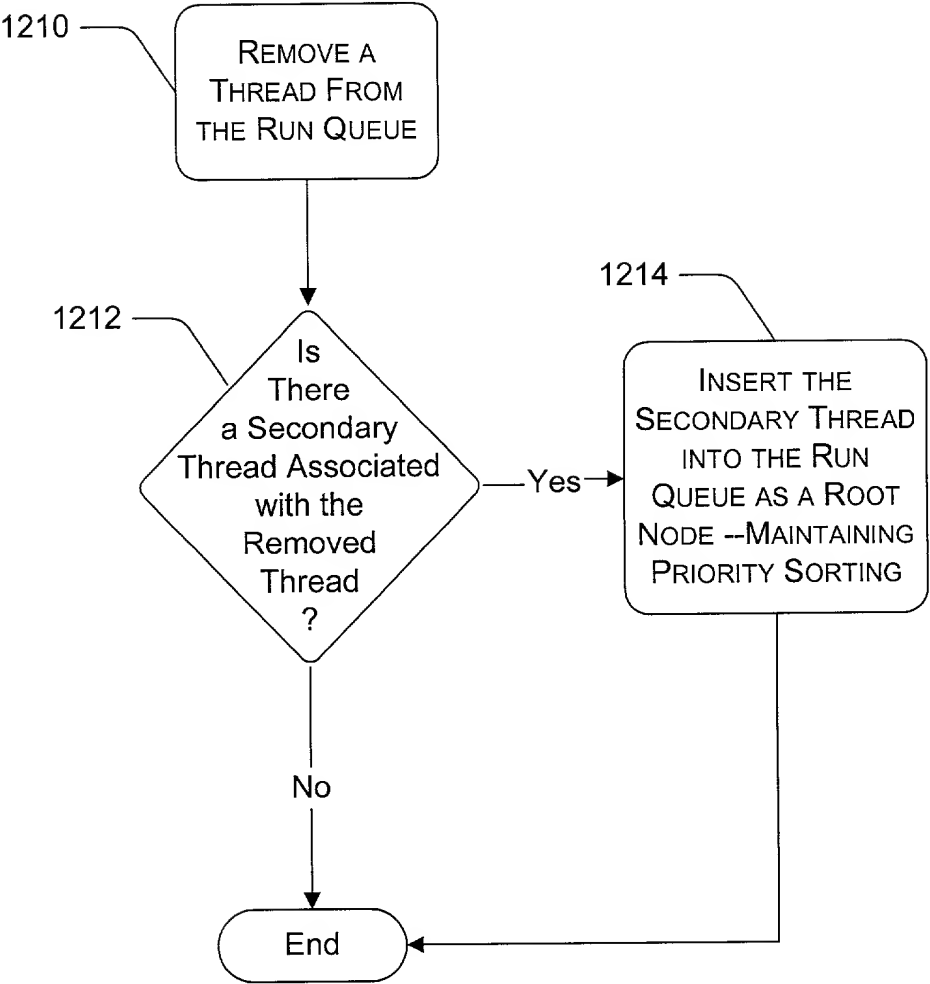 1210
REMOVE A
THREAD FROM
THE RUN QUEUE
1212
Is
There
a Secondary
Thread Associated
with the
Removed
Thread
?
Yes
1214
INSERT THE
SECONDARY THREAD
INTO THE RUN
QUEUE AS A ROOT
NODE --MAINTAINING
PRIORITY SORTING
No
End